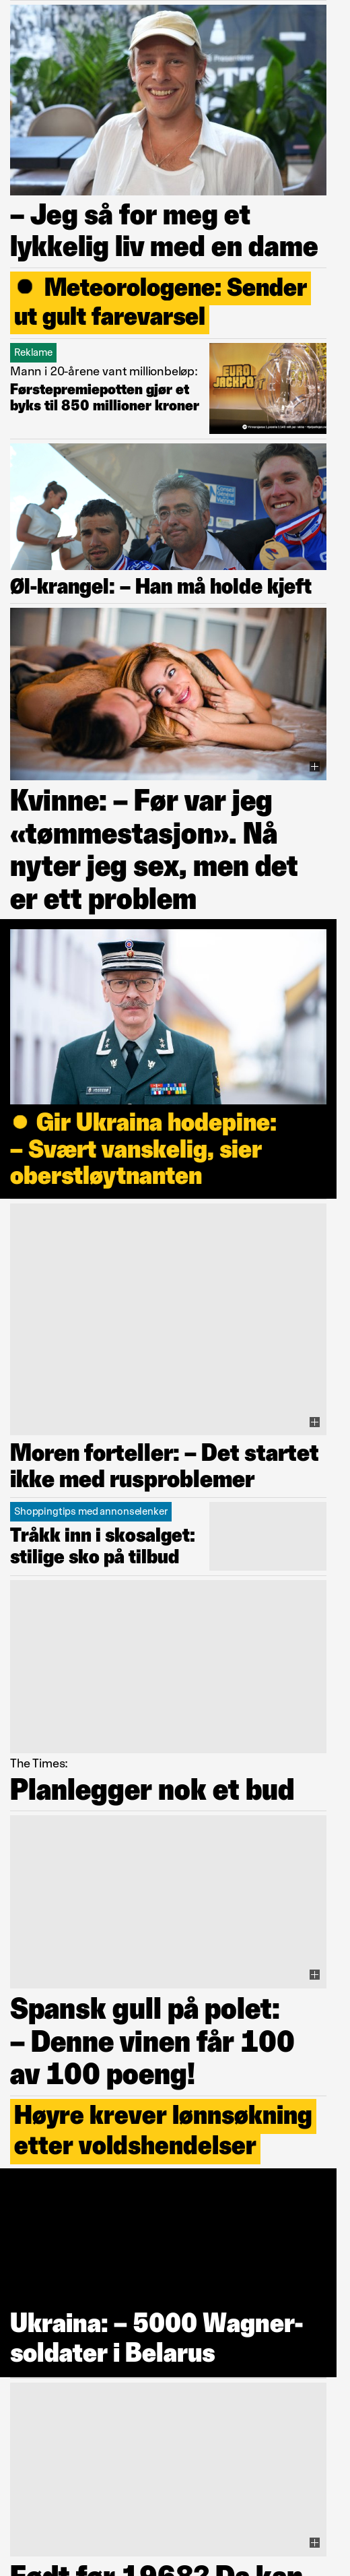 – Jeg så for meg et
lykkelig liv med en dame
Meteorologene: Sender
ut gult farevarsel
Reklame
Mann i 20-årene vant millionbeløp:
Førstepremiepotten gjør et
byks til 850 millioner kroner
EURO
JACKPOT
Øl-krangel: – Han må holde kjeft
Kvinne: – Før var jeg
«tømmestasjon». Nå
nyter jeg sex, men det
er ett problem
Gir Ukraina hodepine:
– Svært vanskelig, sier
oberstløytnanten
Moren forteller: – Det startet
ikke med rusproblemer
Shoppingtips med annonselenker
Tråkk inn i skosalget:
stilige sko på tilbud
The Times:
Planlegger nok et bud
Spansk gull på polet:
– Denne vinen får 100
av 100 poeng!
Høyre krever lønnsøkning
etter voldshendelser
Ukraina: – 5000 Wagner-
soldater i Belarus
Født før 1968? Da kan